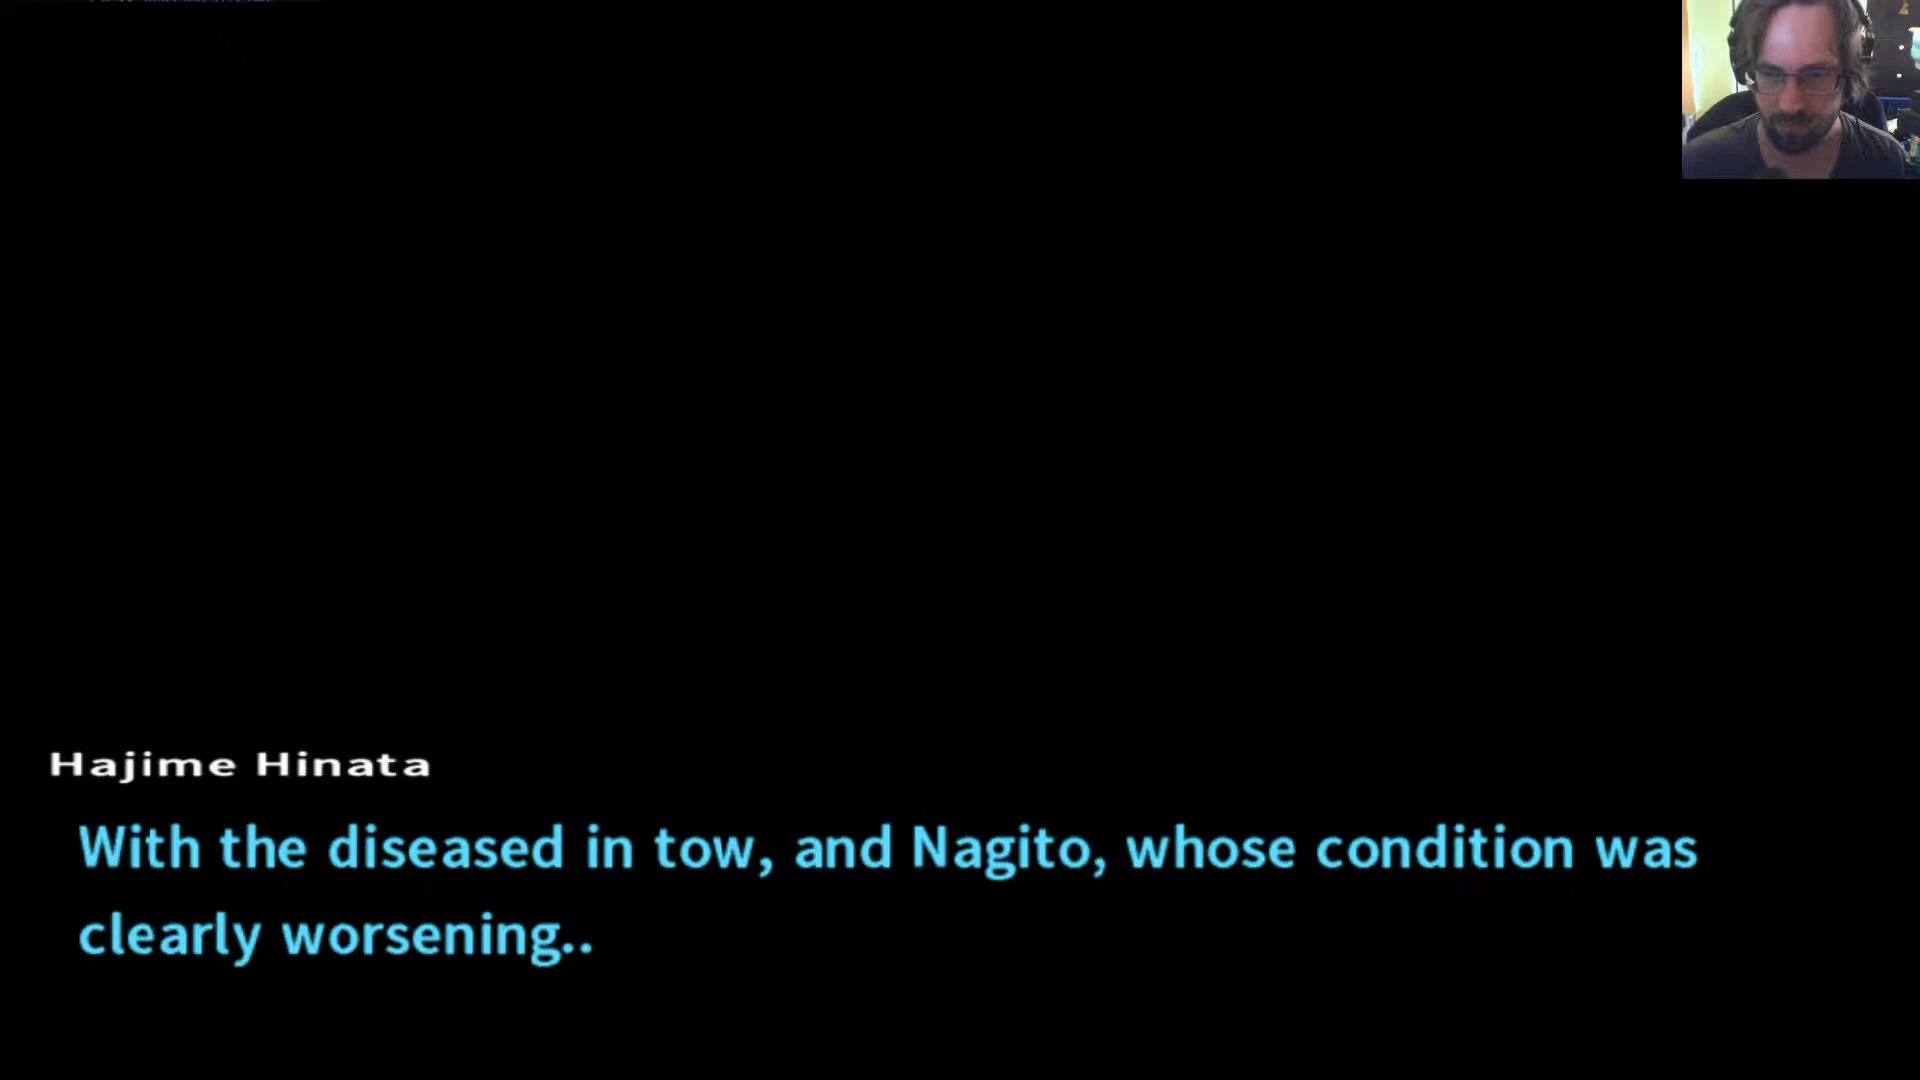 Hajime Hinata
With the diseased in tow, and Nagito, whose condition was
clearly worsening..